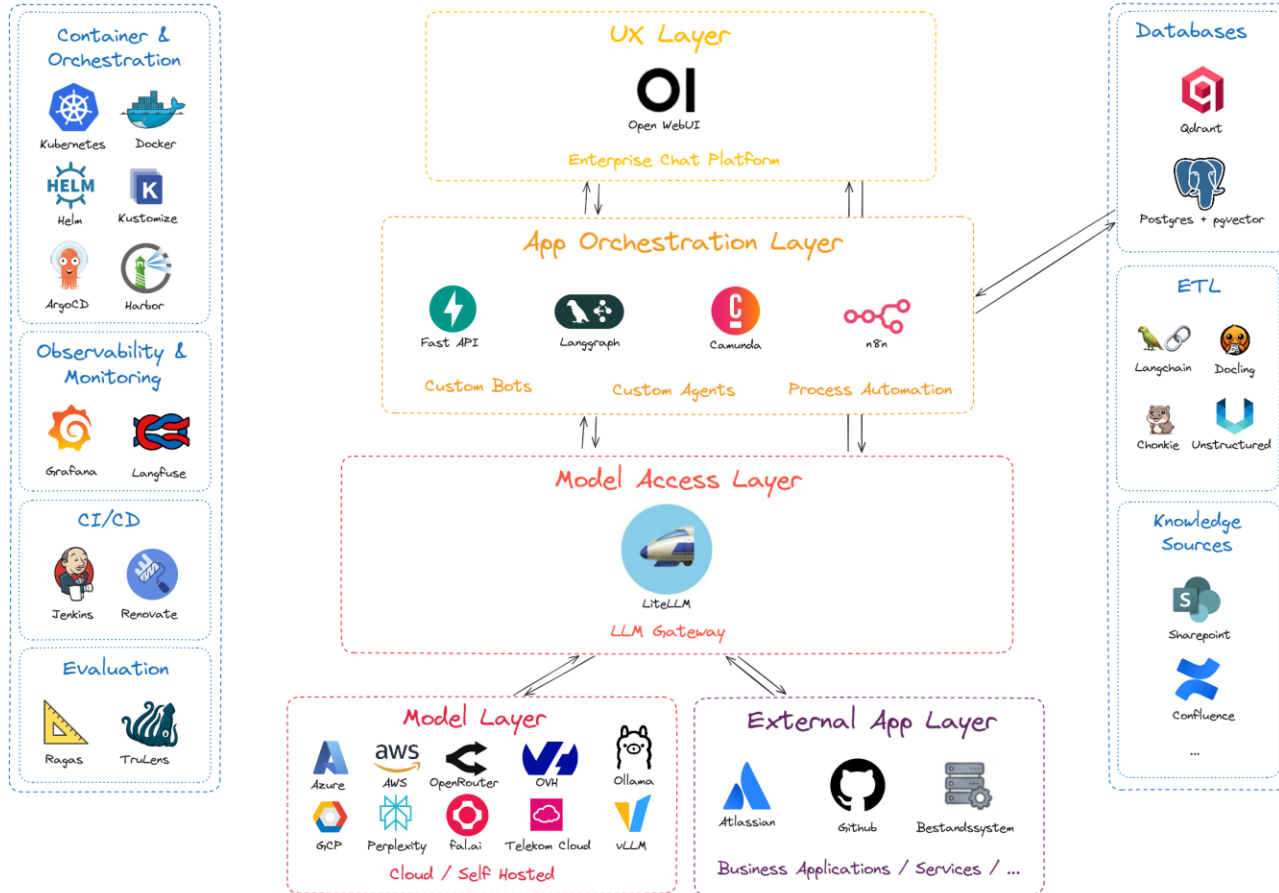 Container &
Orchestration
Kubernetes
Docker
HELM
Helm
K
Kustomize
ArgoCD
Harbor
Observability &
Monitoring
Grafana
Langfuse
CI/CD
Jenkins
Renovate
Evaluation
Ragas
TruLens
UX Layer
OI
Open WebUI
Enterprise Chat Platform
App Orchestration Layer
Fast API
Langgraph
C
Camunda
n8n
Custom Bots
Custom Agents
Process Automation
Model Access Layer
LiteLLM
LLM Gateway
Model Layer
Azure
aws
AWS
OpenRouter
OVH
Ollama
GCP
Perplexity
fal.ai
Telekom Cloud
vLLM
Cloud / Self Hosted
External App Layer
Atlassian
Github
Bestandssystem
Business Applications / Services / ...
Databases
Qdrant
Postgres + pgvector
ETL
Langchain
Docling
Chonkie
Unstructured
Knowledge
Sources
S
Sharepoint
Confluence
...